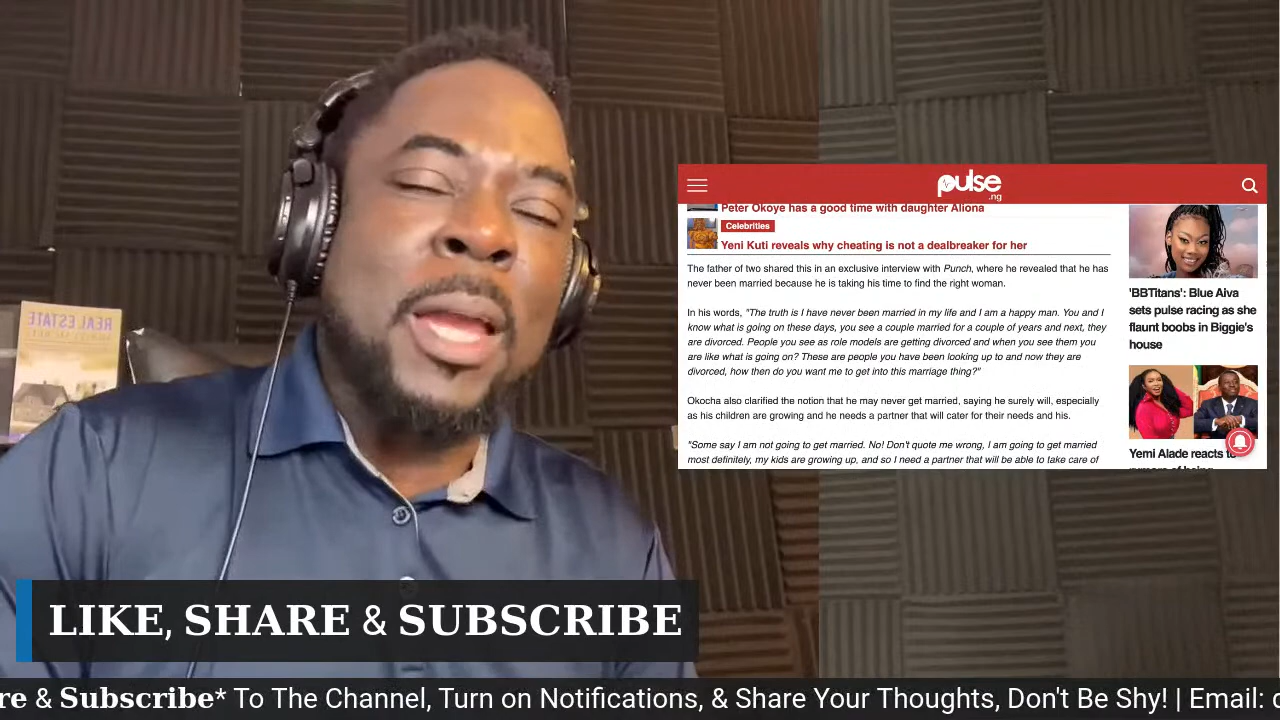 pulse
.ng
Peter Okoye has a good time with daughter Aliona
Celebrities
Yeni Kuti reveals why cheating is not a dealbreaker for her
The father of two shared this in an exclusive interview with Punch, where he revealed that he has
never been married because he is taking his time to find the right woman.
In his words, "The truth is I have never been married in my life and I am a happy man. You and I
know what is going on these days, you see a couple married for a couple of years and next, they
are divorced. People you see as role models are getting divorced and when you see them you
are like what is going on? These are people you have been looking up to and now they are
divorced, how then do you want me to get into this marriage thing?"
Okocha also clarified the notion that he may never get married, saying he surely will, especially
as his children are growing and he needs a partner that will cater for their needs and his.
"Some say I am not going to get married. No! Don't quote me wrong, I am going to get married
most definitely, my kids are growing up, and so I need a partner that will be able to take care of
'BBTitans': Blue Aiva
sets pulse racing as she
flaunt boobs in Biggie's
house
Yemi Alade reacts to
rumors of being
REAL ESTATE
LIKE, SHARE & SUBSCRIBE
re & Subscribe* To The Channel, Turn on Notifications, & Share Your Thoughts, Don't Be Shy! | Email: